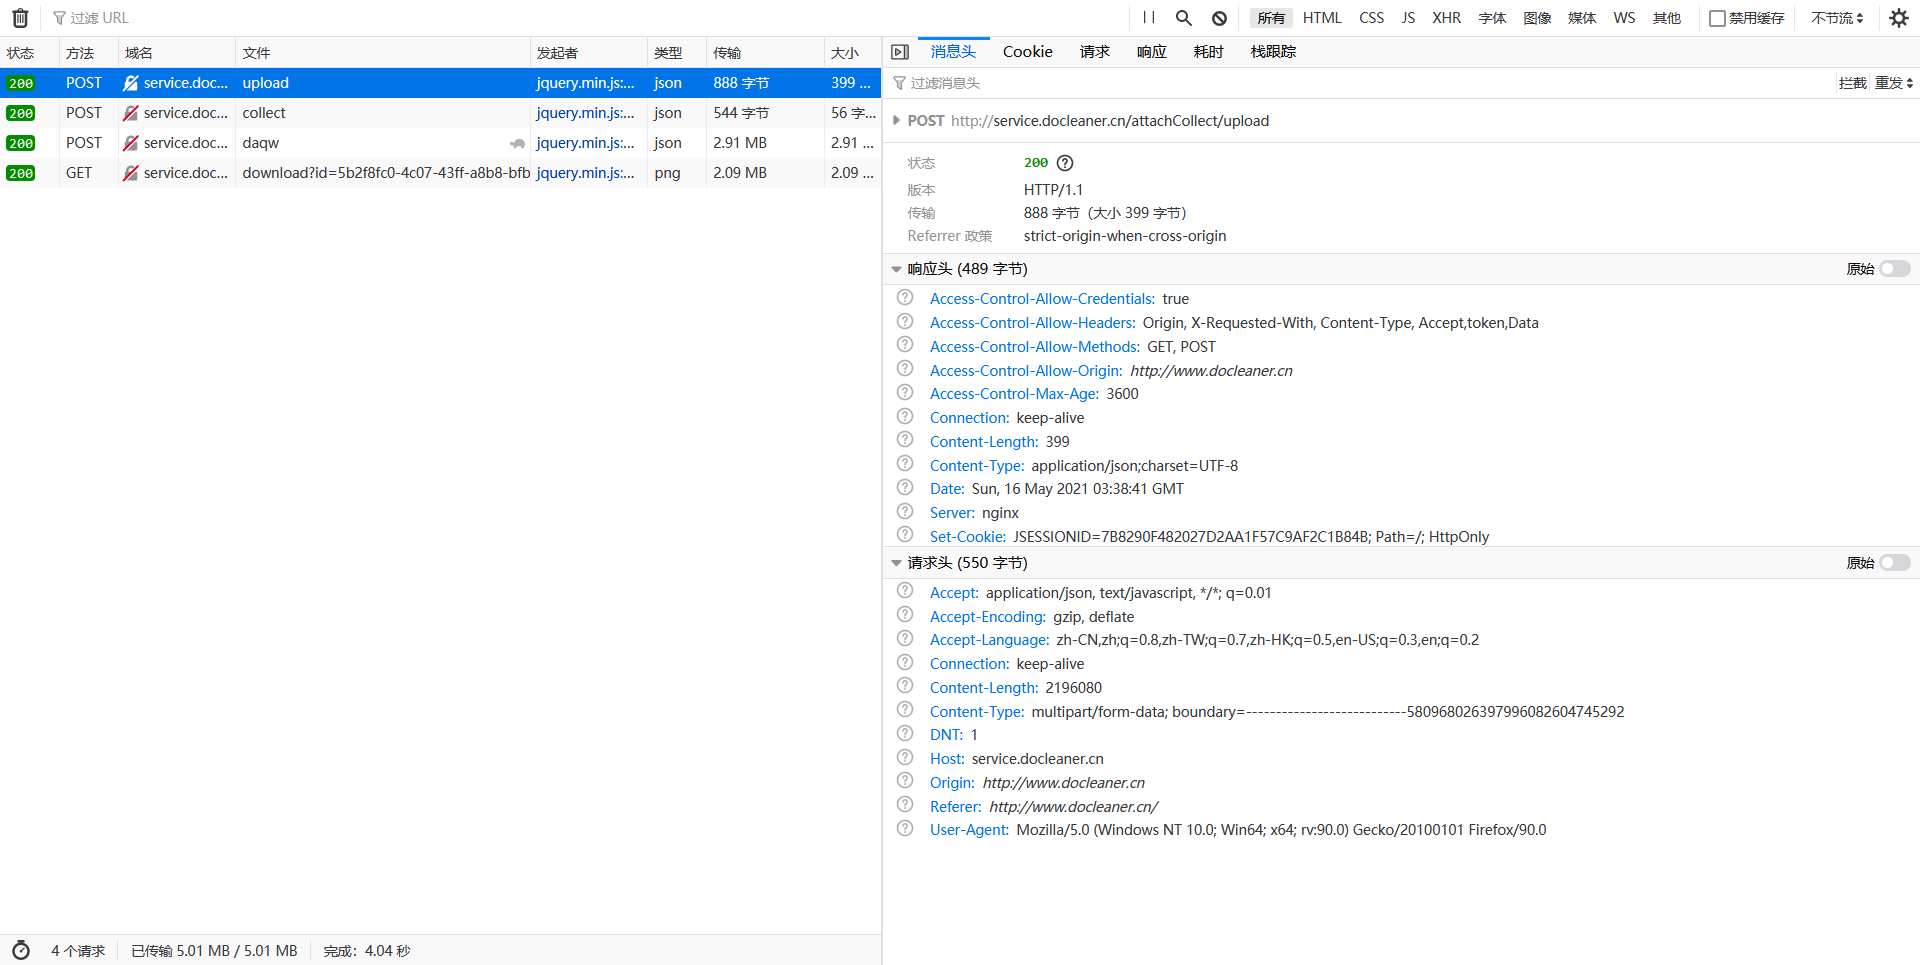 过滤 URL
所有 HTML CSS JS XHR 字体 图像 媒体 WS 其他 禁用缓存 不节流
状态 方法 域名 文件 发起者 类型 传输 大小
200 POST service.doc... upload jquery.min.js:... json 888 字节 399 ...
200 POST service.doc... collect jquery.min.js:... json 544 字节 56 字...
200 POST service.doc... daqw jquery.min.js:... json 2.91 MB 2.91 ...
200 GET service.doc... download?id=5b2f8fc0-4c07-43ff-a8b8-bfb jquery.min.js:... png 2.09 MB 2.09 ...
4 个请求 已传输 5.01 MB / 5.01 MB 完成：4.04 秒
消息头 Cookie 请求 响应 耗时 栈跟踪
过滤消息头 拦截 重发
POST http://service.docleaner.cn/attachCollect/upload
状态 200
版本 HTTP/1.1
传输 888 字节（大小 399 字节）
Referrer 政策 strict-origin-when-cross-origin
响应头 (489 字节) 原始
Access-Control-Allow-Credentials: true
Access-Control-Allow-Headers: Origin, X-Requested-With, Content-Type, Accept,token,Data
Access-Control-Allow-Methods: GET, POST
Access-Control-Allow-Origin: http://www.docleaner.cn
Access-Control-Max-Age: 3600
Connection: keep-alive
Content-Length: 399
Content-Type: application/json;charset=UTF-8
Date: Sun, 16 May 2021 03:38:41 GMT
Server: nginx
Set-Cookie: JSESSIONID=7B8290F482027D2AA1F57C9AF2C1B84B; Path=/; HttpOnly
请求头 (550 字节) 原始
Accept: application/json, text/javascript, */*; q=0.01
Accept-Encoding: gzip, deflate
Accept-Language: zh-CN,zh;q=0.8,zh-TW;q=0.7,zh-HK;q=0.5,en-US;q=0.3,en;q=0.2
Connection: keep-alive
Content-Length: 2196080
Content-Type: multipart/form-data; boundary=---------------------------580968026397996082604745292
DNT: 1
Host: service.docleaner.cn
Origin: http://www.docleaner.cn
Referer: http://www.docleaner.cn/
User-Agent: Mozilla/5.0 (Windows NT 10.0; Win64; x64; rv:90.0) Gecko/20100101 Firefox/90.0